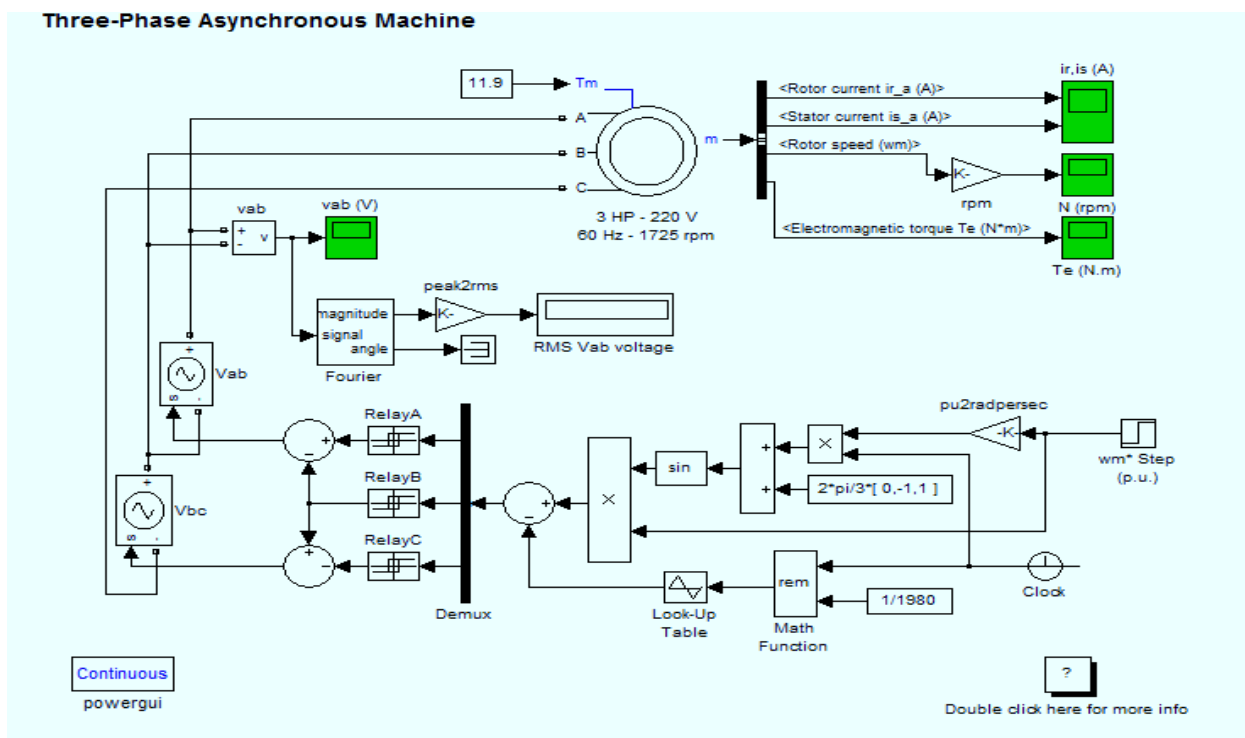 Three-Phase Asynchronous Machine
11.9
Tm
A
B
C
m
3 HP - 220 V
60 Hz - 1725 rpm
<Rotor current ir_a (A)>
<Stator current is_a (A)>
<Rotor speed (wm)>
<Electromagnetic torque Te (N*m)>
ir,is (A)
K-
rpm
N (rpm)
Te (N.m)
vab
+
-
v
vab (V)
magnitude
signal
angle
Fourier
peak2rms
K-
RMS Vab voltage
+
s
-
Vab
+
s
-
Vbc
+
-
RelayA
RelayB
RelayC
+
-
Demux
+
-
×
sin
+
+
×
2*pi/3*[ 0,-1,1 ]
pu2radpersec
-K-
wm* Step
(p.u.)
Look-Up
Table
rem
Math
Function
1/1980
Clock
Continuous
powergui
?
Double click here for more info